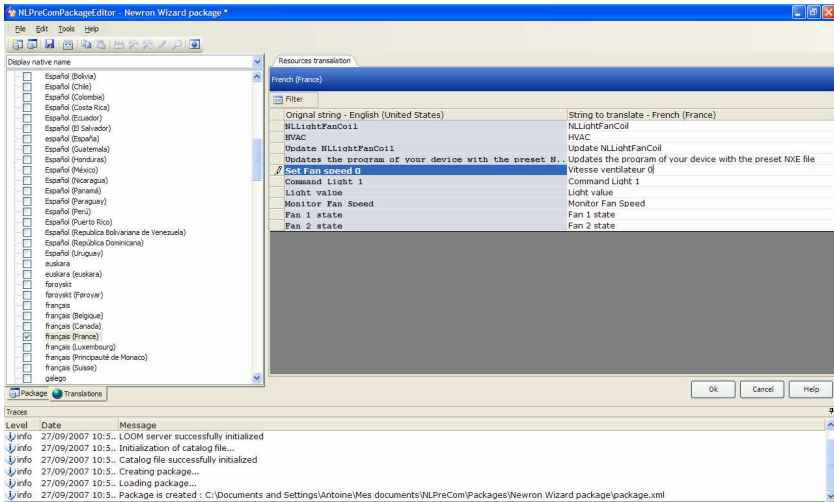 NLPreComPackageEditor - Newron Wizard package *
File Edit Tools Help
Display native name
Español (Bolivia)
Español (Chile)
Español (Colombia)
Español (Costa Rica)
Español (Ecuador)
Español (El Salvador)
español (España)
Español (Guatemala)
Español (Honduras)
Español (México)
Español (Nicaragua)
Español (Panamá)
Español (Paraguay)
Español (Perú)
Español (Puerto Rico)
Español (Republica Bolivariana de Venezuela)
Español (República Dominicana)
Español (Uruguay)
euskara
euskara (euskara)
føroyskt
føroyskt (Føroyar)
français
français (Belgique)
français (Canada)
français (France)
français (Luxembourg)
français (Principauté de Monaco)
français (Suisse)
galego
Package Translations
Resources transalation
French (France)
Filter
Orignal string - English (United States) String to translate - French (France)
NLLightFanCoil NLLightFanCoil
HVAC HVAC
Update NLLightFanCoil Update NLLightFanCoil
Updates the program of your device with the preset N.. Updates the program of your device with the preset NXE file
Set Fan speed 0 Vitesse ventilateur 0
Command Light 1 Command Light 1
Light value Light value
Monitor Fan Speed Monitor Fan Speed
Fan 1 state Fan 1 state
Fan 2 state Fan 2 state
Ok Cancel Help
Traces
Level Date Message
info 27/09/2007 10:5.. LOOM server successfully initialized
info 27/09/2007 10:5.. Initialization of catalog file...
info 27/09/2007 10:5.. Catalog file successfully initialized
info 27/09/2007 10:5.. Creating package...
info 27/09/2007 10:5.. Loading package...
info 27/09/2007 10:5.. Package is created : C:\Documents and Settings\Antoine\Mes documents\NLPreCom\Packages\Newron Wizard package\package.xml